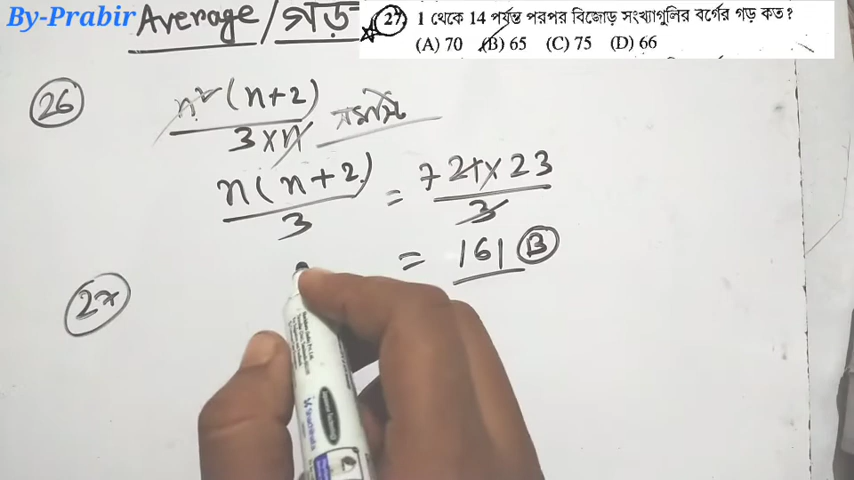 By-Prabir
Average/গড়
27. 1 থেকে 14 পর্যন্ত পরপর বিজোড় সংখ্যাগুলির বর্গের গড় কত?
(A) 70 (B) 65 (C) 75 (D) 66
26
n²(n+2)
3×n
n(n+2) = 7 21 × 23
3 3
= 161 B
27